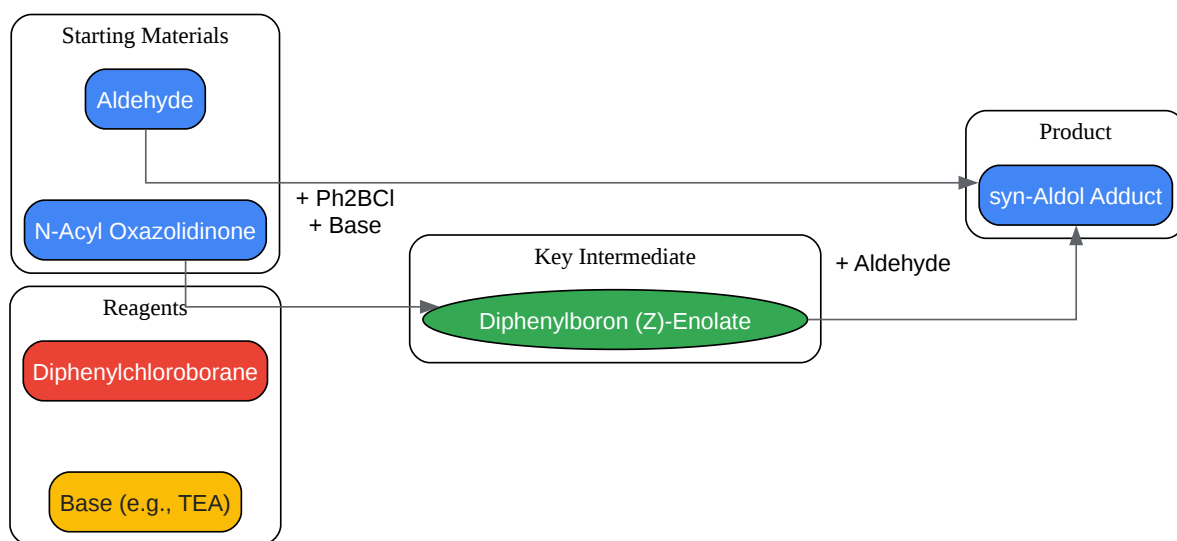 Starting Materials
Aldehyde
N-Acyl Oxazolidinone
Reagents
Diphenylchloroborane
Base (e.g., TEA)
+ Ph2BCl
+ Base
Key Intermediate
Diphenylboron (Z)-Enolate
+ Aldehyde
Product
syn-Aldol Adduct